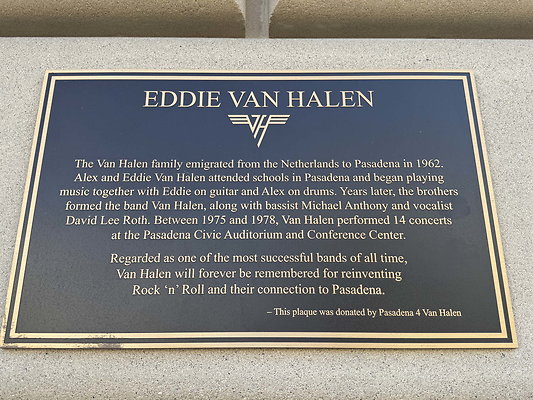 EDDIE VAN HALEN
VH
The Van Halen family emigrated from the Netherlands to Pasadena in 1962.
Alex and Eddie Van Halen attended schools in Pasadena and began playing
music together with Eddie on guitar and Alex on drums. Years later, the brothers
formed the band Van Halen, along with bassist Michael Anthony and vocalist
David Lee Roth. Between 1975 and 1978, Van Halen performed 14 concerts
at the Pasadena Civic Auditorium and Conference Center.
Regarded as one of the most successful bands of all time,
Van Halen will forever be remembered for reinventing
Rock ‘n’ Roll and their connection to Pasadena.
– This plaque was donated by Pasadena 4 Van Halen